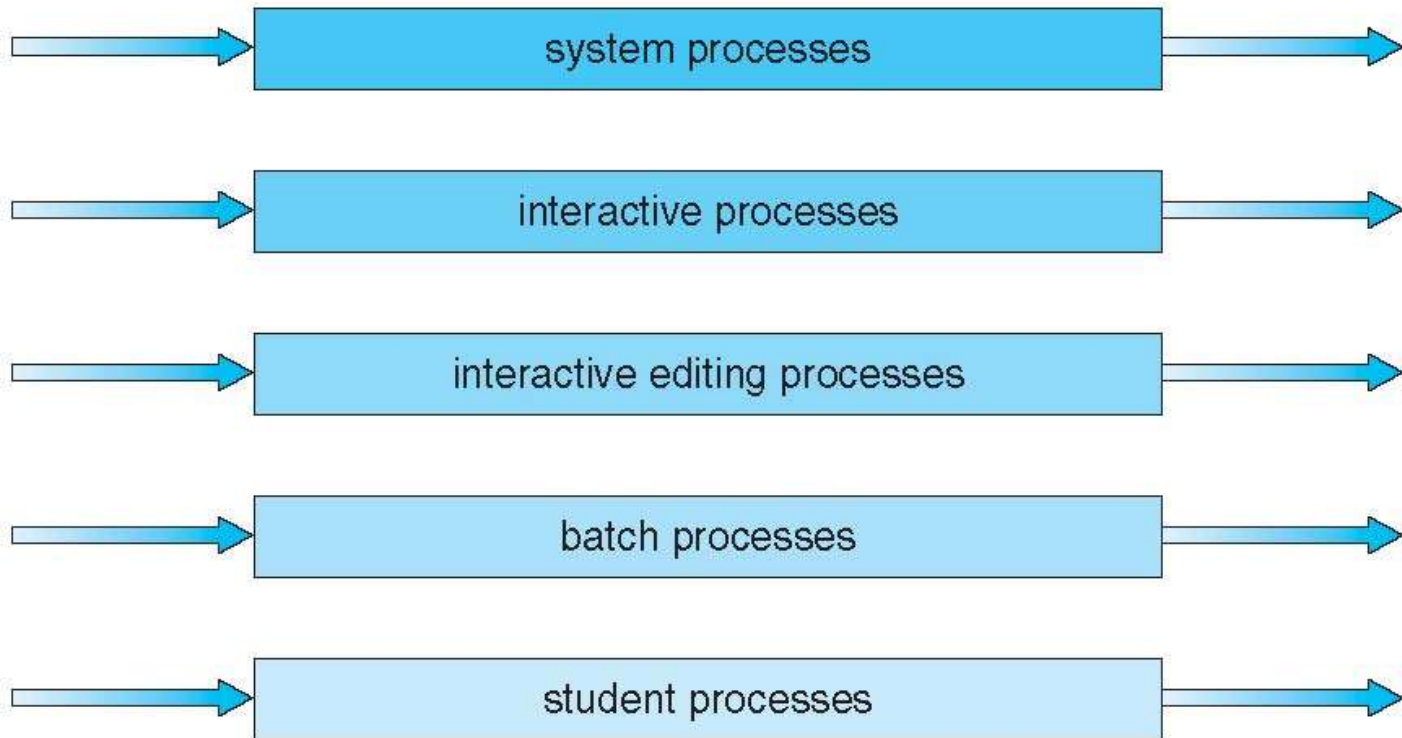 system processes
interactive processes
interactive editing processes
batch processes
student processes